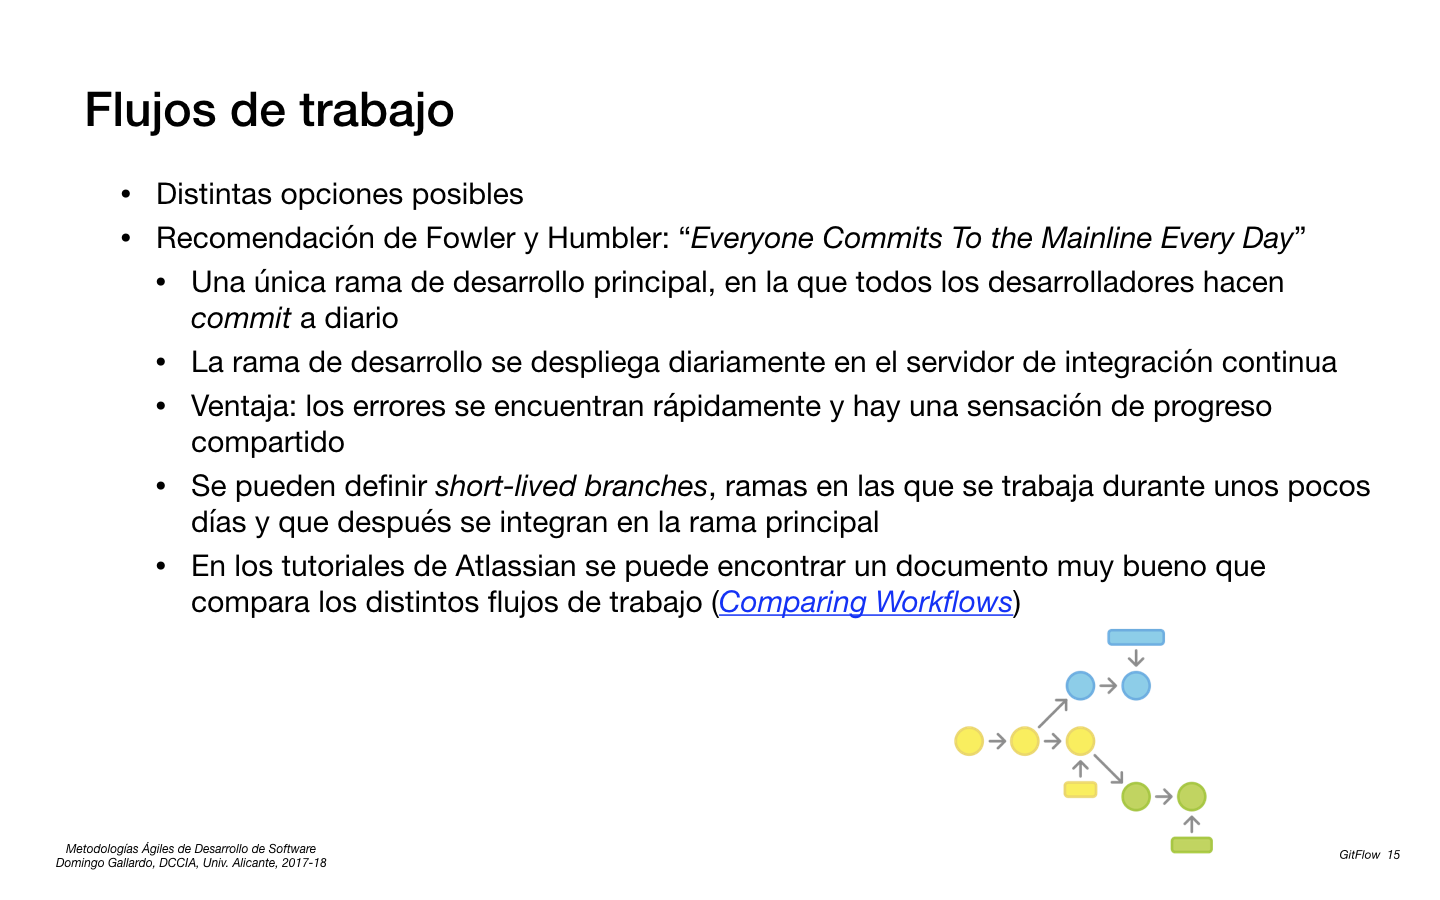 Flujos de trabajo
• Distintas opciones posibles
• Recomendación de Fowler y Humbler: “Everyone Commits To the Mainline Every Day”
• Una única rama de desarrollo principal, en la que todos los desarrolladores hacen
commit a diario
• La rama de desarrollo se despliega diariamente en el servidor de integración continua
• Ventaja: los errores se encuentran rápidamente y hay una sensación de progreso
compartido
• Se pueden definir short-lived branches, ramas en las que se trabaja durante unos pocos
días y que después se integran en la rama principal
• En los tutoriales de Atlassian se puede encontrar un documento muy bueno que
compara los distintos flujos de trabajo (Comparing Workflows)
Metodologías Ágiles de Desarrollo de Software
Domingo Gallardo, DCCIA, Univ. Alicante, 2017-18
GitFlow 15